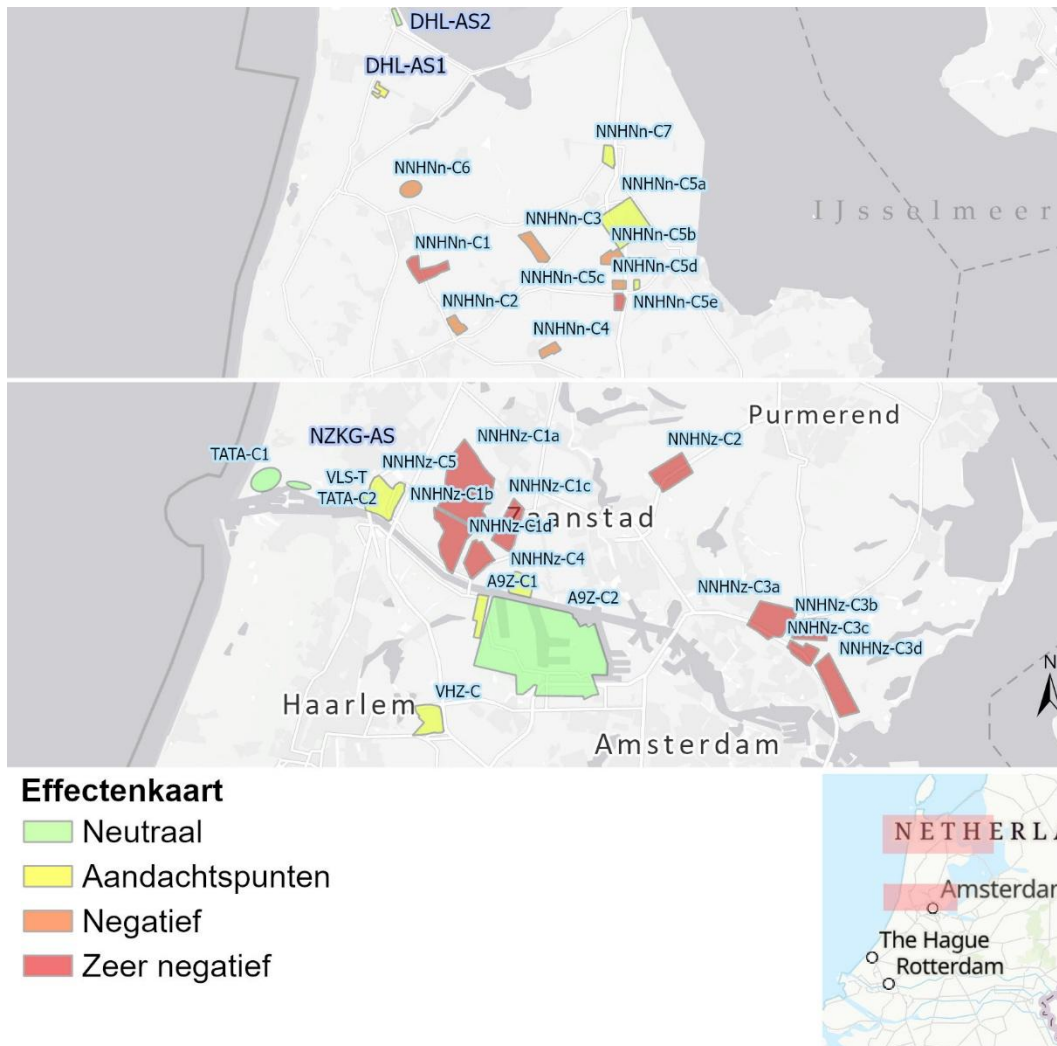 DHL-AS2
DHL-AS1
NNHNn-C7
NNHNn-C6
NNHNn-C5a
IJsselmeer
NNHNn-C3
NNHNn-C5b
NNHNn-C1
NNHNn-C5d
NNHNn-C5c
NNHNn-C2
NNHNn-C5e
NNHNn-C4
Purmerend
NZKG-AS
NNHNz-C1a
NNHNz-C2
TATA-C1
NNHNz-C5
VLS-T
NNHNz-C1c
TATA-C2
NNHNz-C1b
Zaanstad
NNHNz-C1d
NNHNz-C4
A9Z-C1
NNHNz-C3a
A9Z-C2
NNHNz-C3b
NNHNz-C3c
NNHNz-C3d
N
VHZ-C
Haarlem
Amsterdam
Effectenkaart
Neutraal
Aandachtspunten
Negatief
Zeer negatief
NETHERLA
Amsterdam
The Hague
Rotterdam